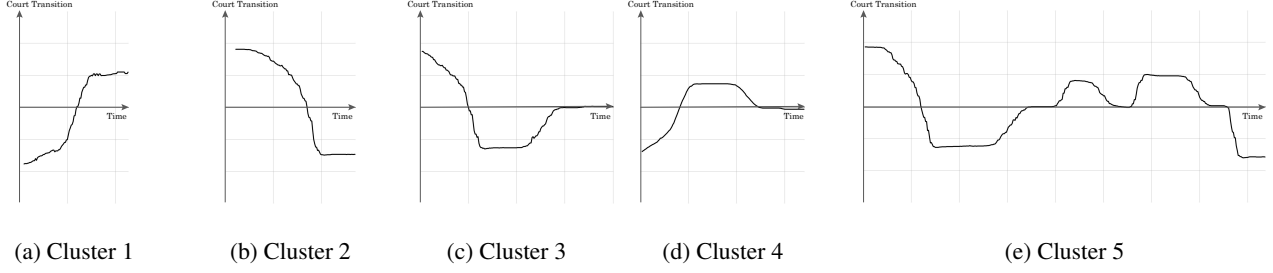 Court Transition
Time
(a) Cluster 1
Court Transition
Time
(b) Cluster 2
Court Transition
Time
(c) Cluster 3
Court Transition
Time
(d) Cluster 4
Court Transition
Time
(e) Cluster 5